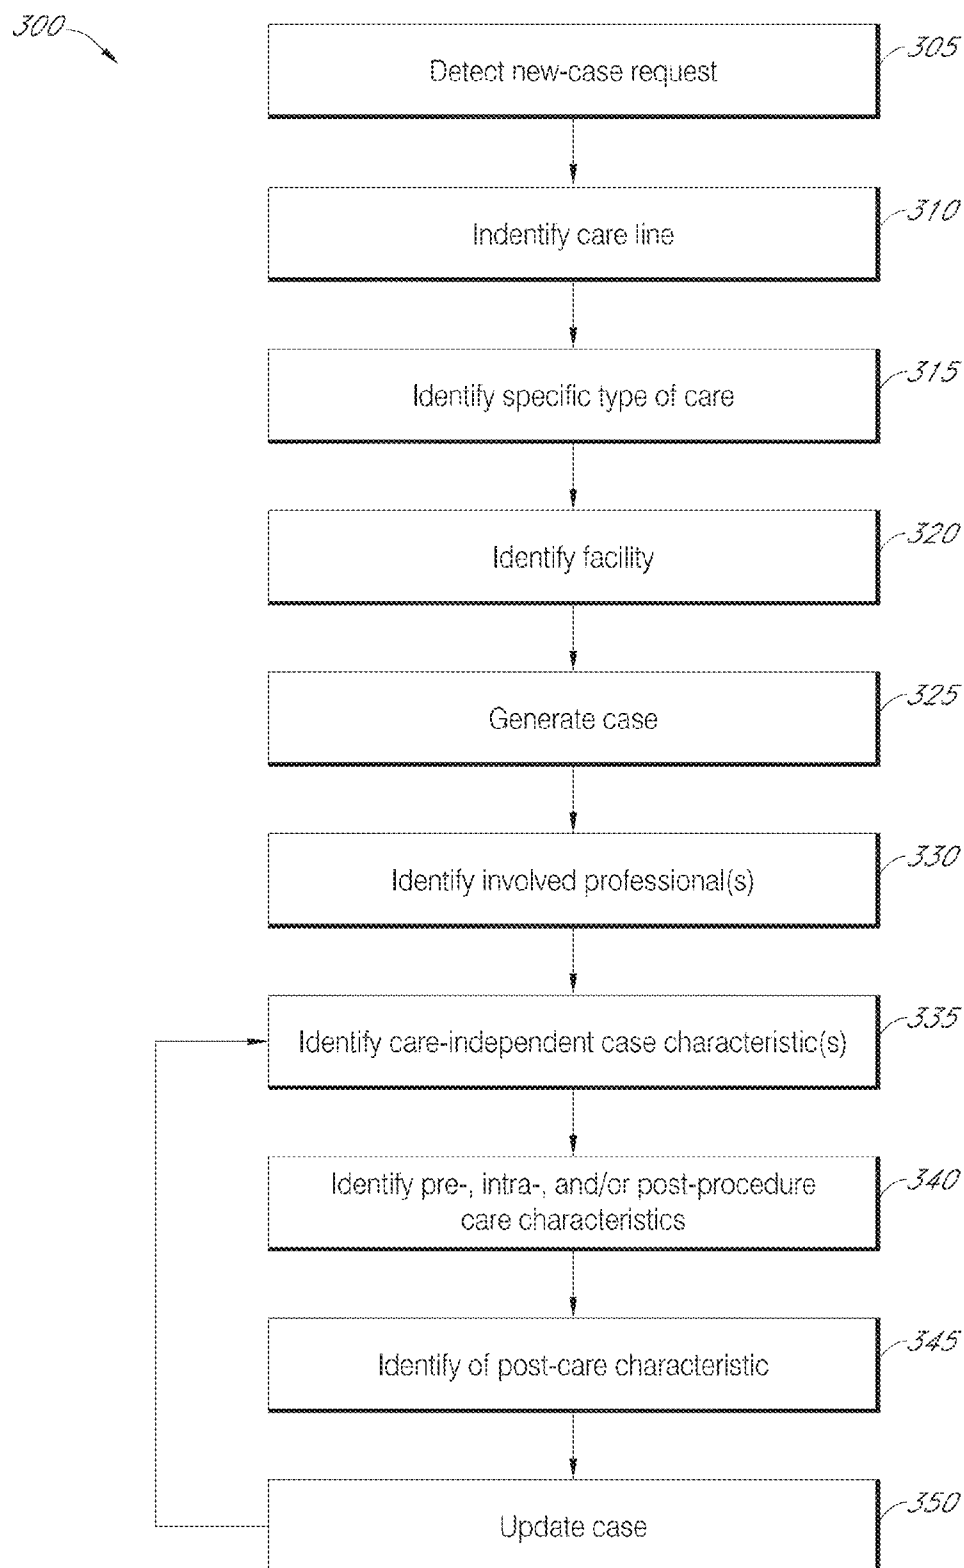 300
Detect new-case request
305
Indentify care line
310
Identify specific type of care
315
Identify facility
320
Generate case
325
Identify involved professional(s)
330
Identify care-independent case characteristic(s)
335
Identify pre-, intra-, and/or post-procedure
care characteristics
340
Identify of post-care characteristic
345
Update case
350